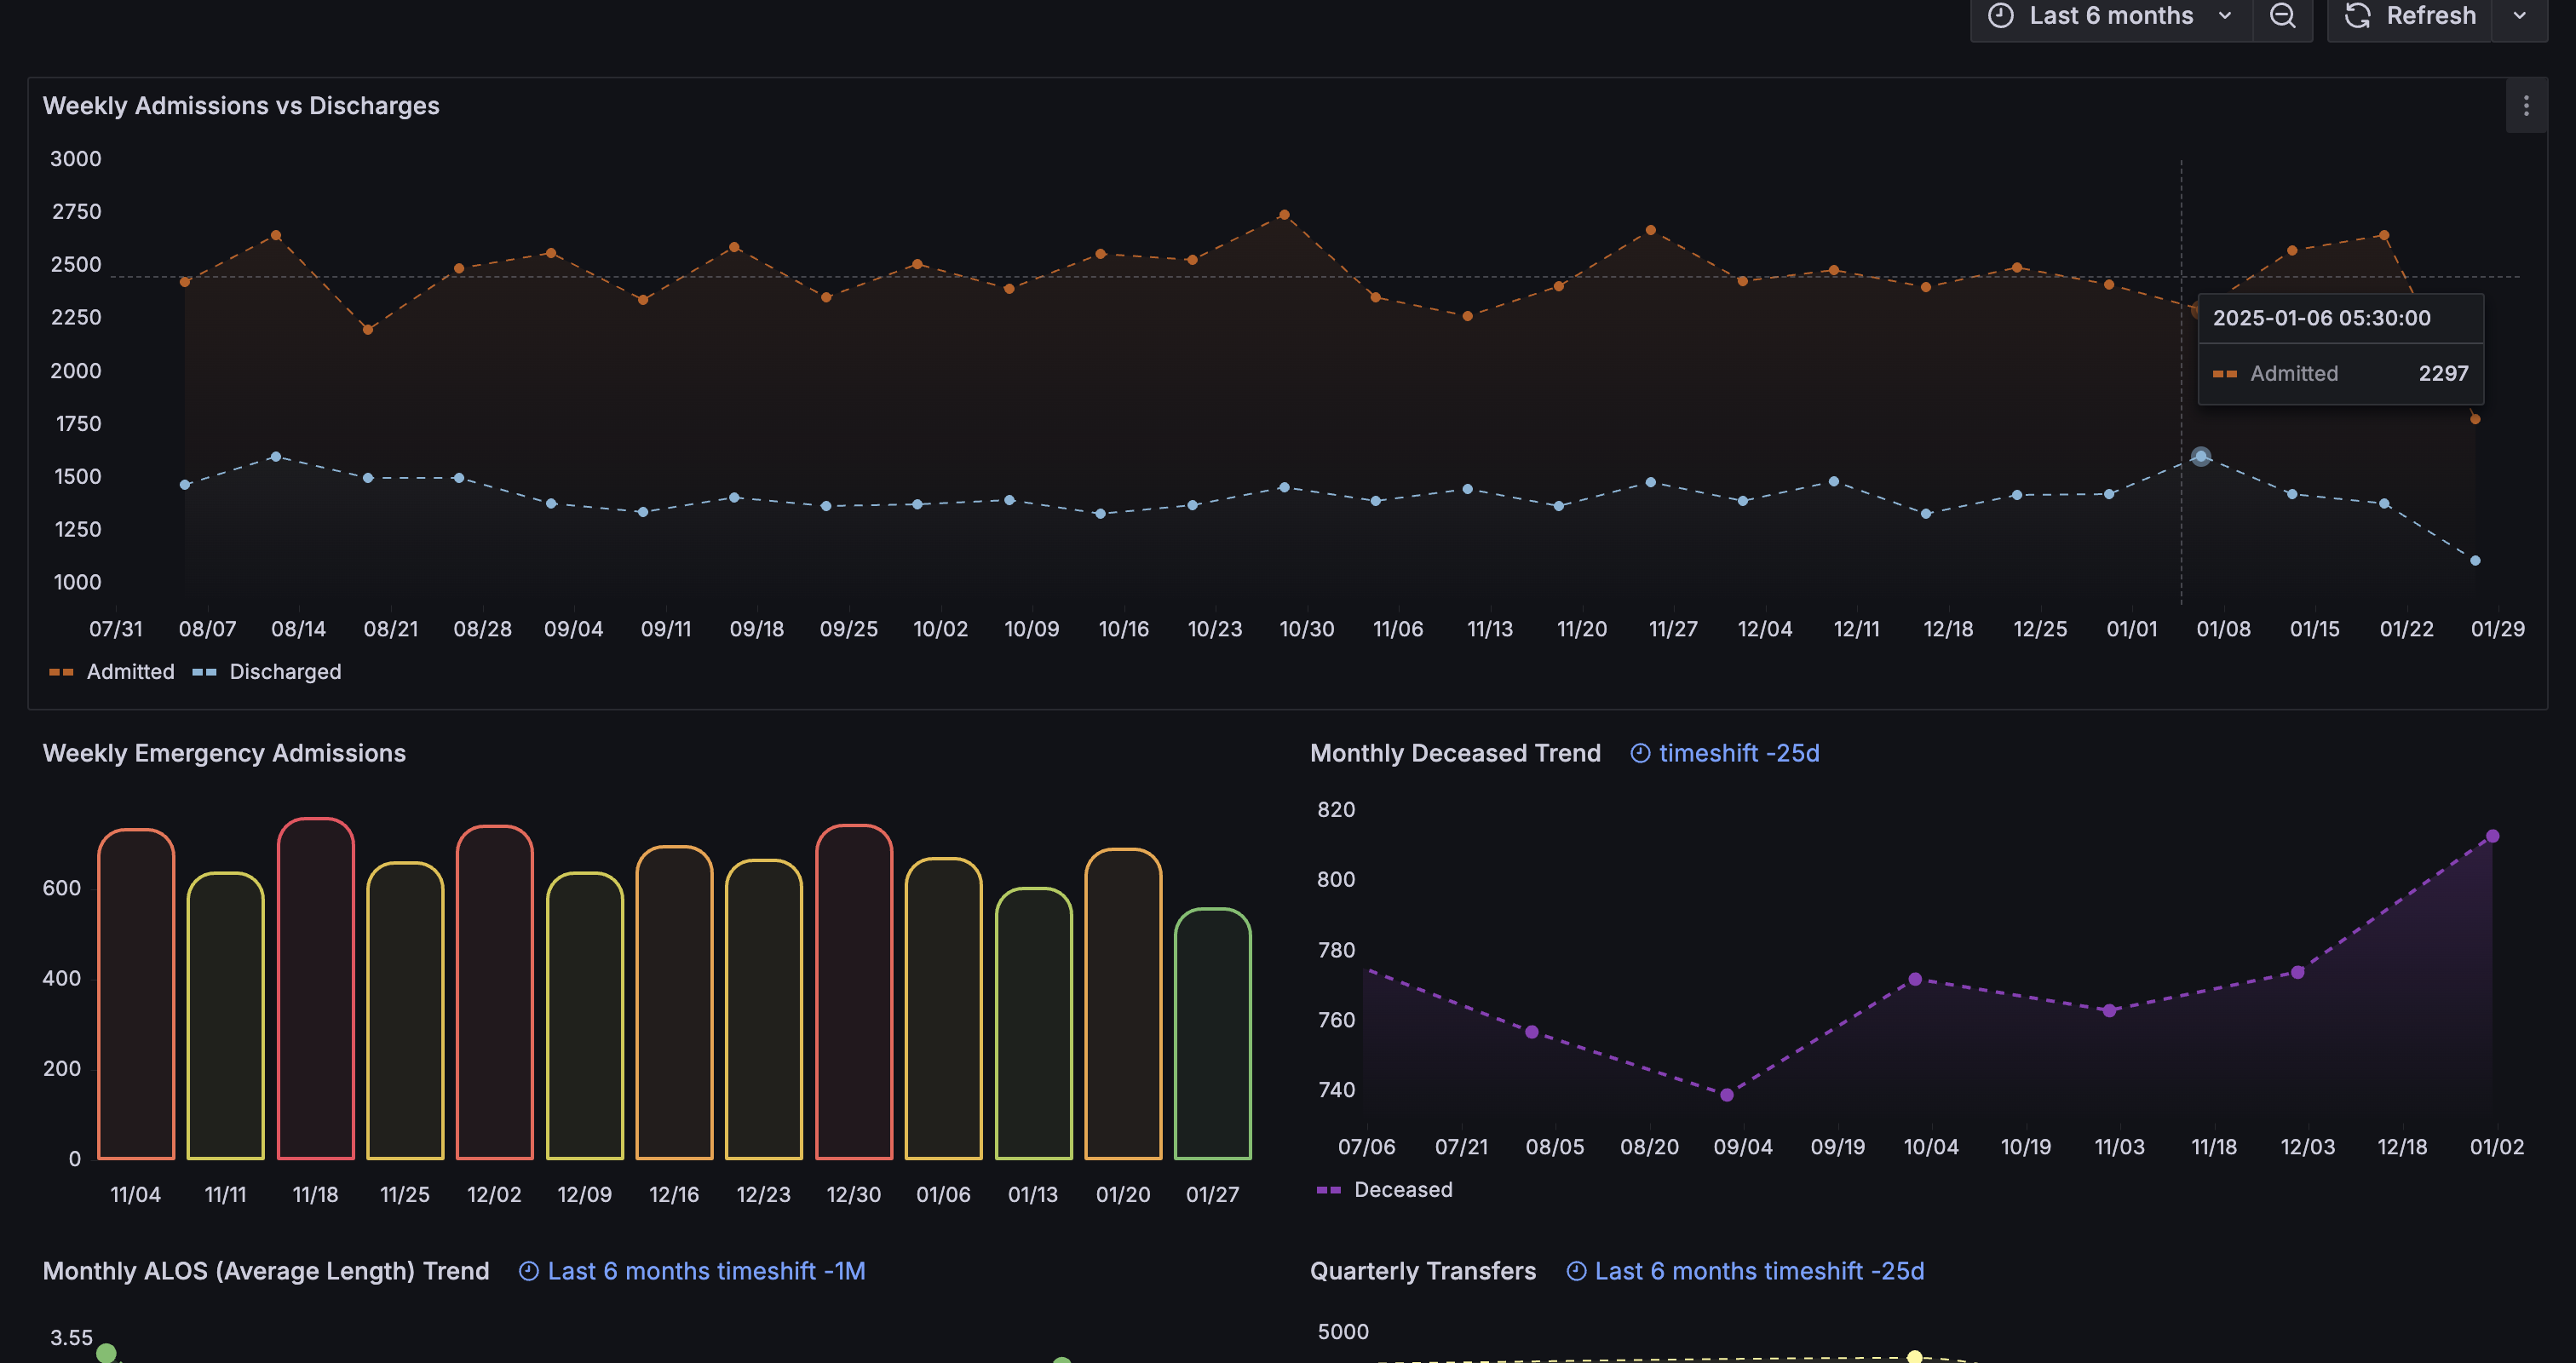 Last 6 months
Refresh
Weekly Admissions vs Discharges
3000
2750
2500
2250
2000
1750
1500
1250
1000
2025-01-06 05:30:00
Admitted 2297
07/31 08/07 08/14 08/21 08/28 09/04 09/11 09/18 09/25 10/02 10/09 10/16 10/23 10/30 11/06 11/13 11/20 11/27 12/04 12/11 12/18 12/25 01/01 01/08 01/15 01/22 01/29
Admitted Discharged
Weekly Emergency Admissions
600
400
200
0
11/04 11/11 11/18 11/25 12/02 12/09 12/16 12/23 12/30 01/06 01/13 01/20 01/27
Monthly Deceased Trend timeshift -25d
820
800
780
760
740
07/06 07/21 08/05 08/20 09/04 09/19 10/04 10/19 11/03 11/18 12/03 12/18 01/02
Deceased
Monthly ALOS (Average Length) Trend Last 6 months timeshift -1M
3.55
Quarterly Transfers Last 6 months timeshift -25d
5000